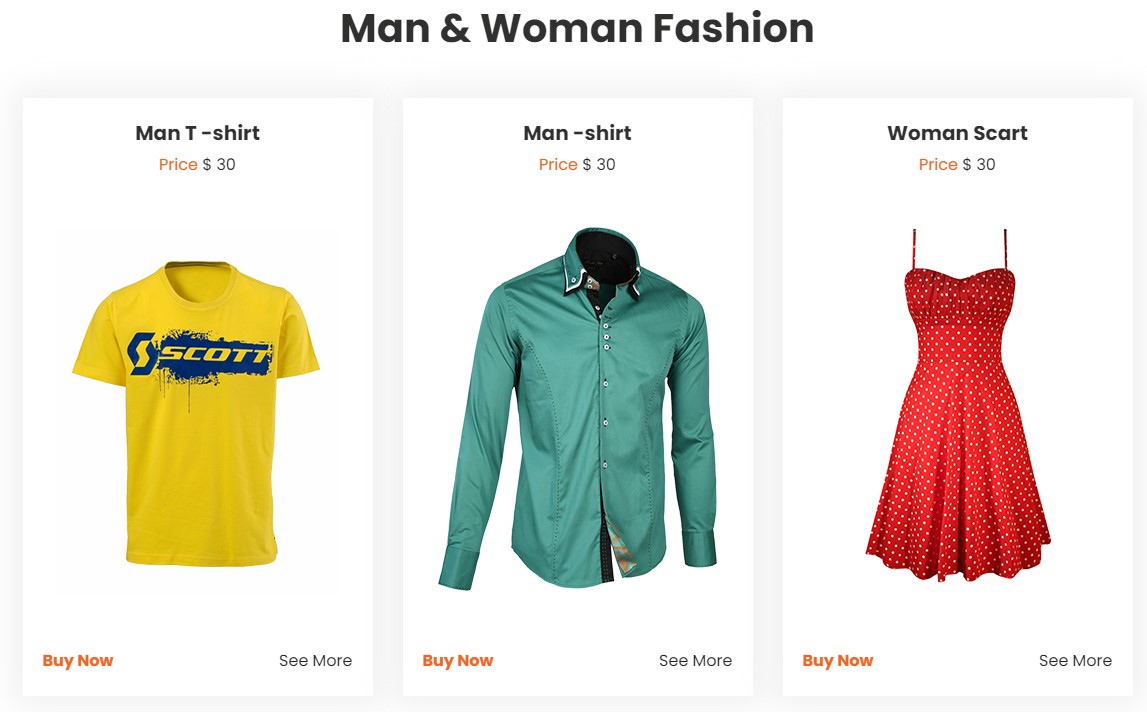 Man & Woman Fashion
Man T -shirt
Price $ 30
SCOTT
Buy Now
See More
Man -shirt
Price $ 30
Buy Now
See More
Woman Scart
Price $ 30
Buy Now
See More